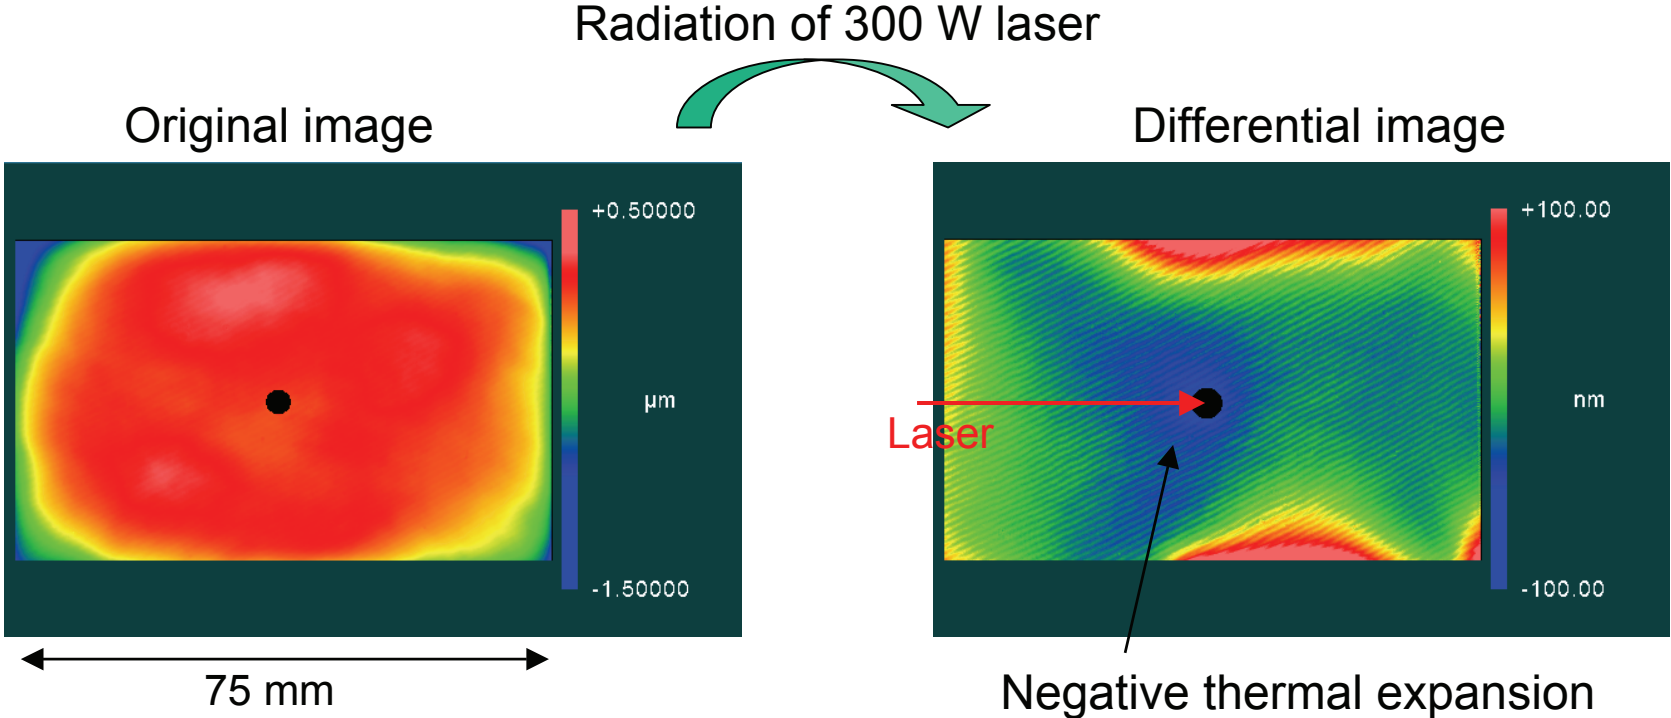 Radiation of 300 W laser
Original image
Differential image
+0.50000
µm
-1.50000
+100.00
nm
-100.00
Laser
75 mm
Negative thermal expansion